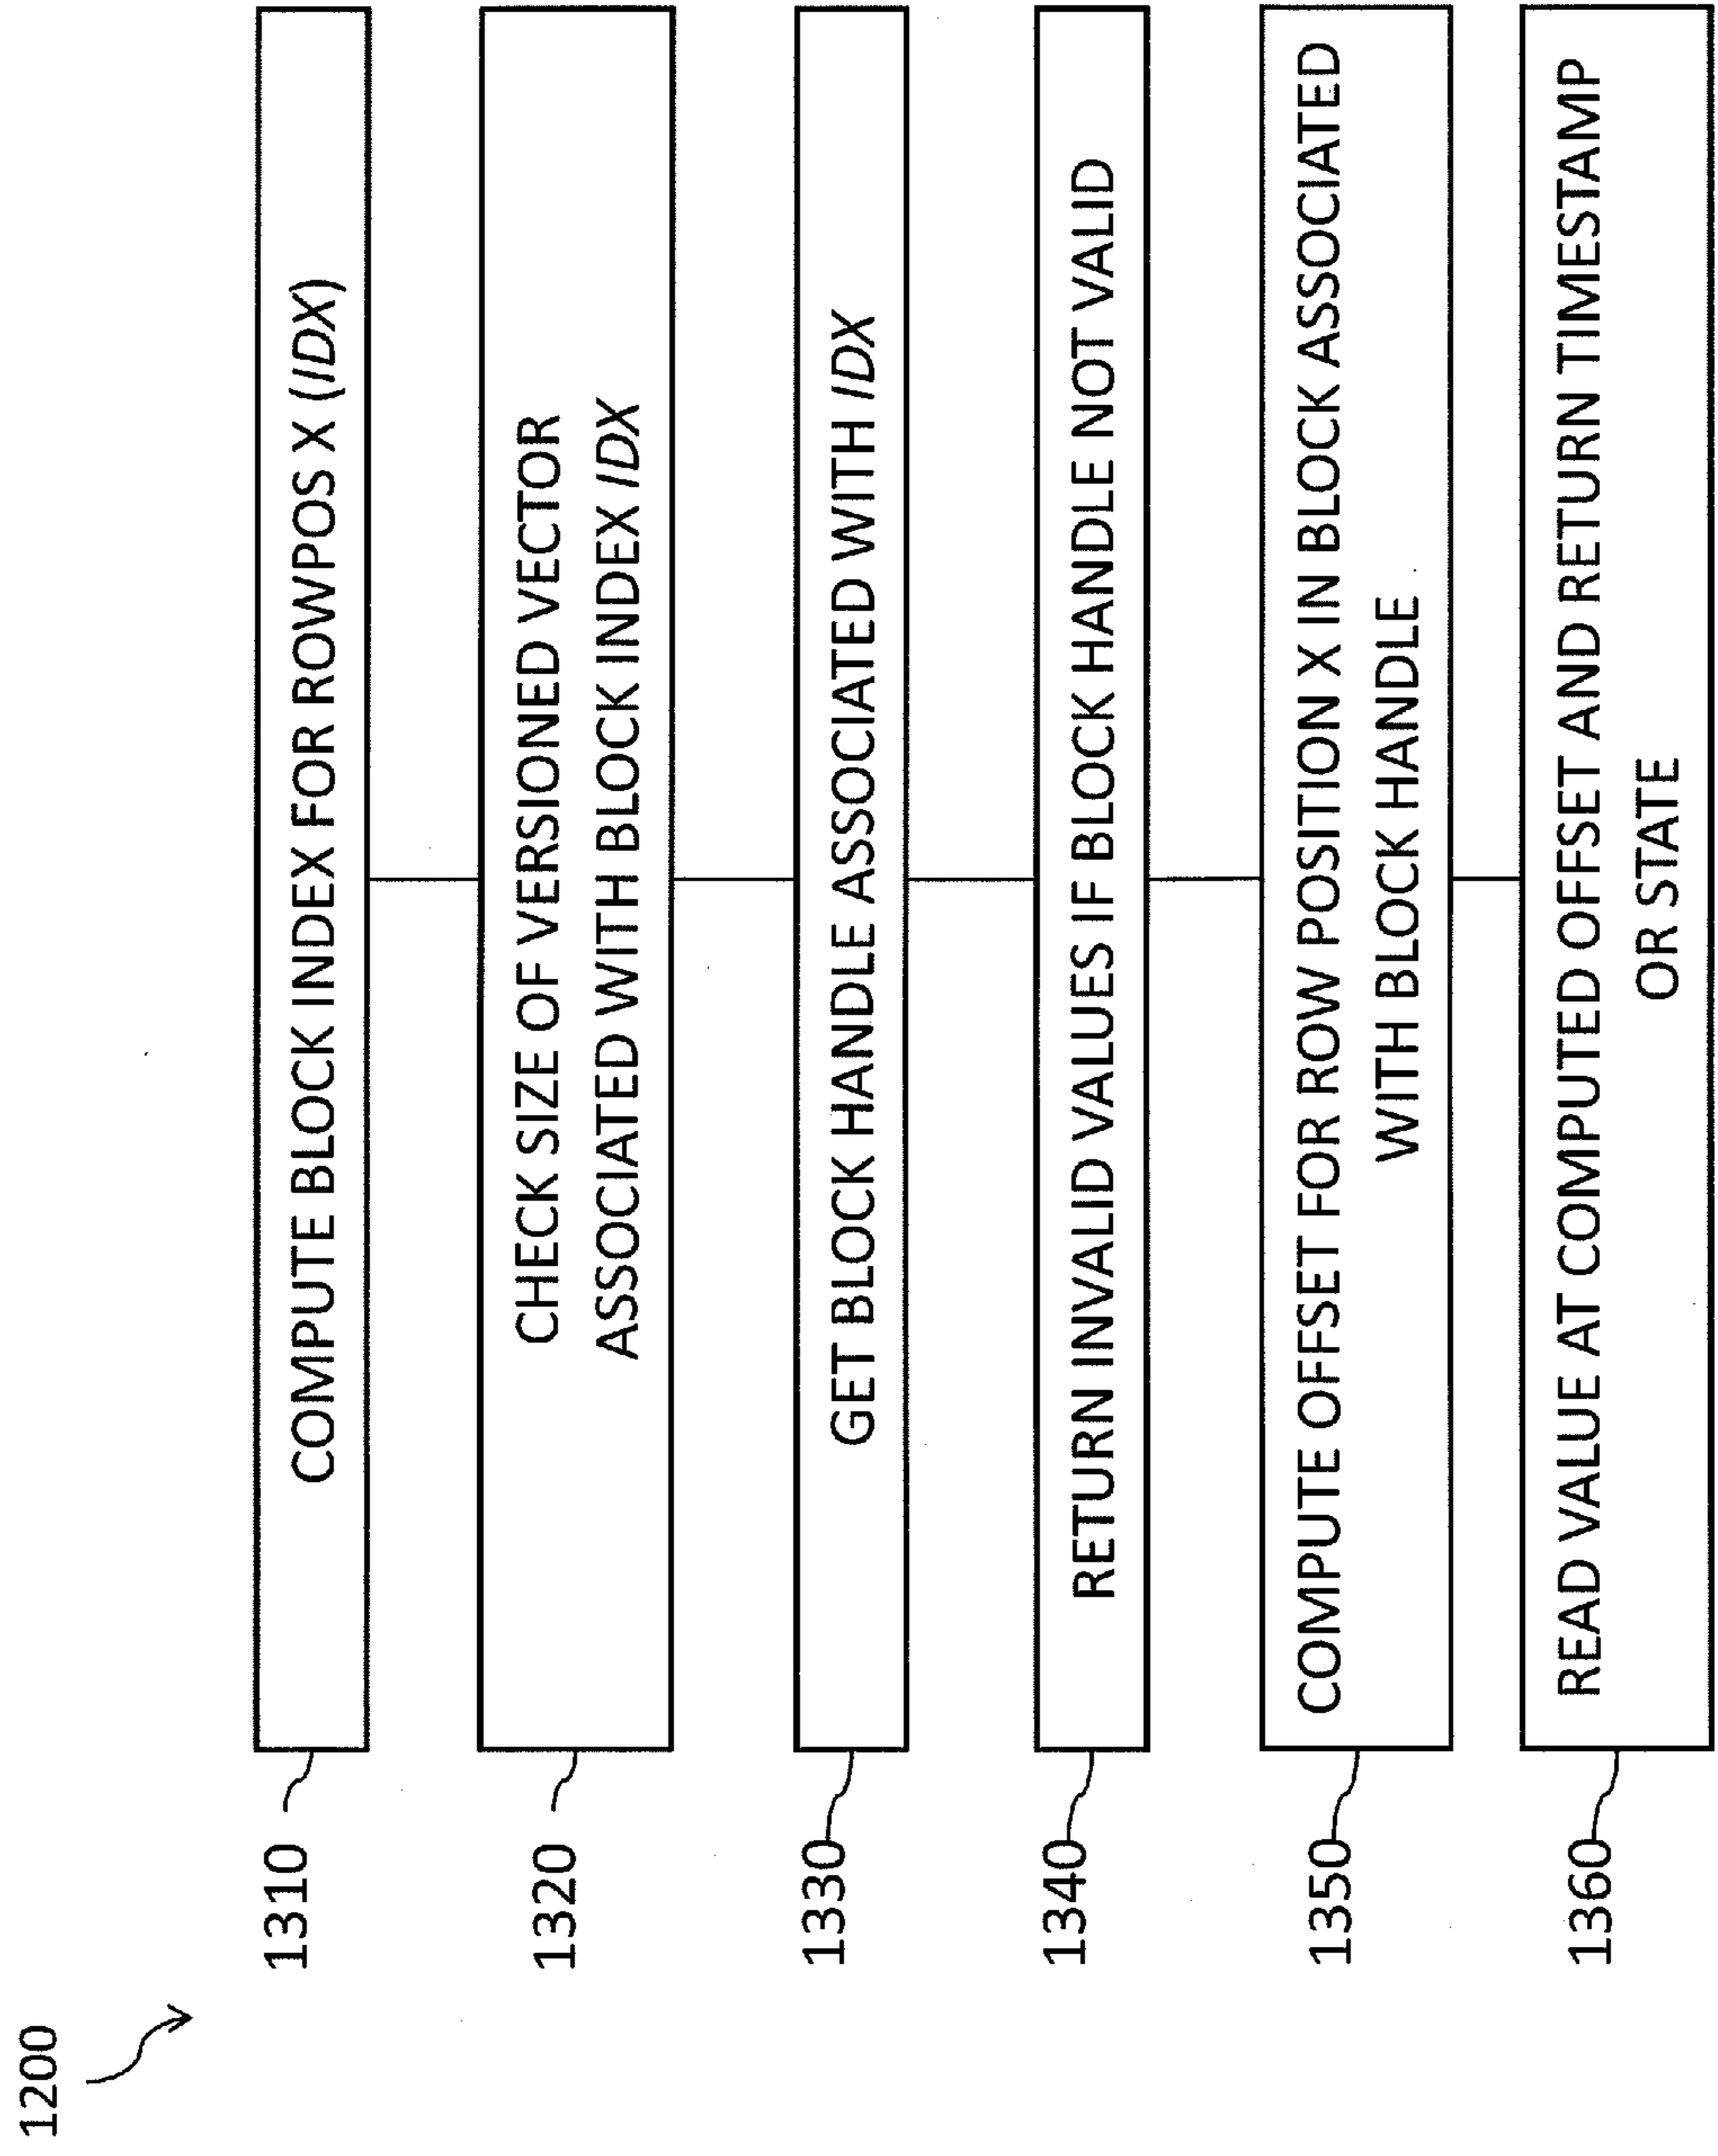 1200
1310
COMPUTE BLOCK INDEX FOR ROWPOS X (IDX)
1320
CHECK SIZE OF VERSIONED VECTOR
ASSOCIATED WITH BLOCK INDEX IDX
1330
GET BLOCK HANDLE ASSOCIATED WITH IDX
1340
RETURN INVALID VALUES IF BLOCK HANDLE NOT VALID
1350
COMPUTE OFFSET FOR ROW POSITION X IN BLOCK ASSOCIATED
WITH BLOCK HANDLE
1360
READ VALUE AT COMPUTED OFFSET AND RETURN TIMESTAMP
OR STATE